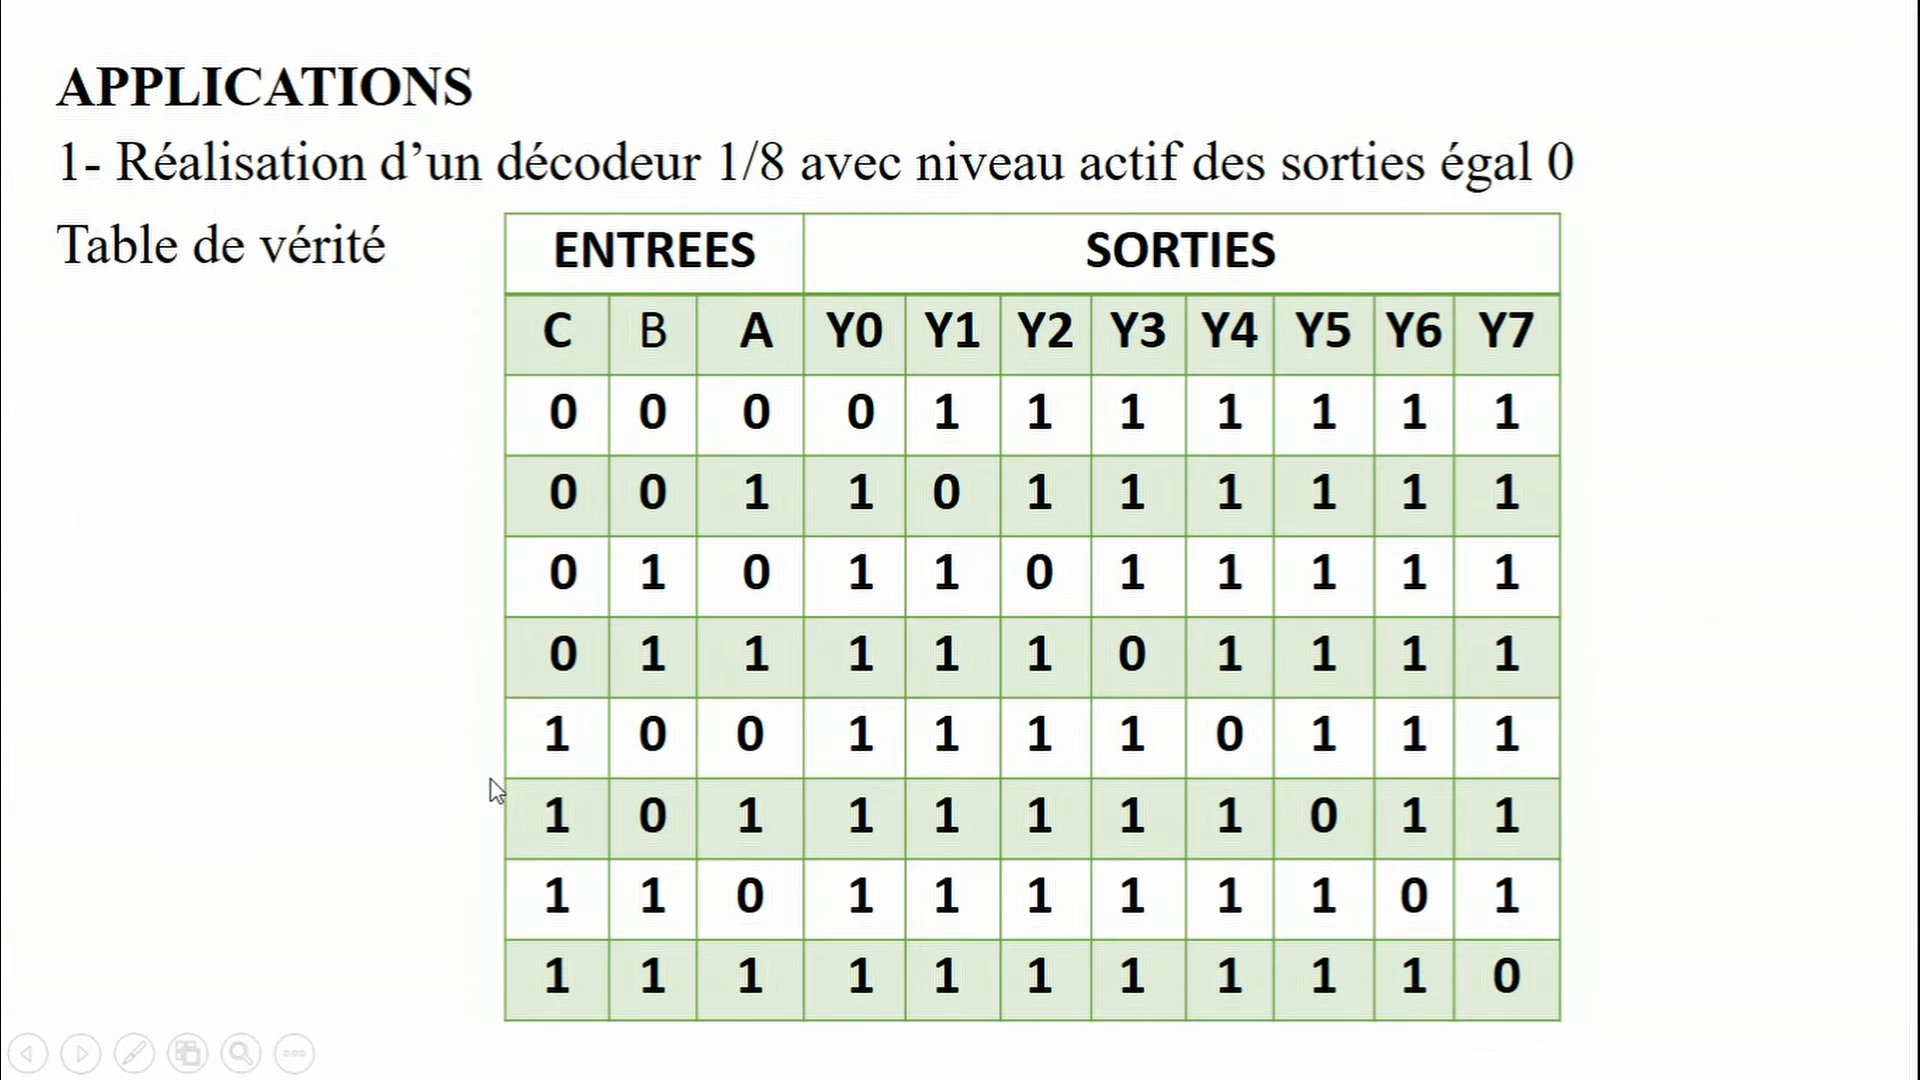 APPLICATIONS
1- Réalisation d’un décodeur 1/8 avec niveau actif des sorties égal 0
Table de vérité
ENTREES SORTIES
C B A Y0 Y1 Y2 Y3 Y4 Y5 Y6 Y7
0 0 0 0 1 1 1 1 1 1 1
0 0 1 1 0 1 1 1 1 1 1
0 1 0 1 1 0 1 1 1 1 1
0 1 1 1 1 1 0 1 1 1 1
1 0 0 1 1 1 1 0 1 1 1
1 0 1 1 1 1 1 1 0 1 1
1 1 0 1 1 1 1 1 1 0 1
1 1 1 1 1 1 1 1 1 1 0